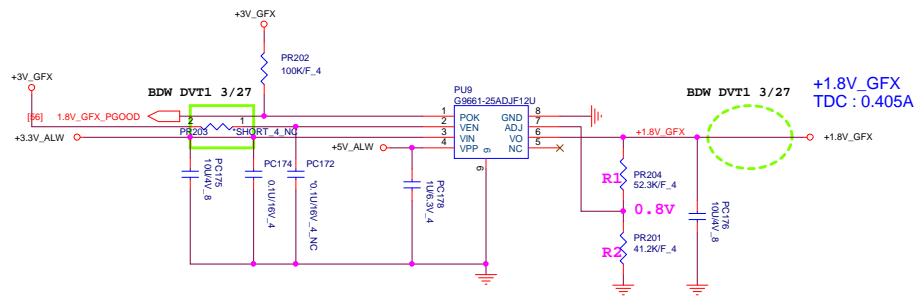 +3V_GFX
PR202
100K/F_4
+3V_GFX
BDW DVT1 3/27
[56] 1.8V_GFX_PGOOD
2 1
PR203 *SHORT_4_NC
+3.3V_ALW
PC175
10U/4V_8
PC174
0.1U/16V_4
PC172
*0.1U/16V_4_NC
+5V_ALW
PC178
1U/6.3V_4
PU9
G9661-25ADJF12U
1 POK GND 8
2 VEN ADJ 7
3 VIN VO 6
4 VPP NC 5
9
9
+1.8V_GFX
R1
PR204
52.3K/F_4
0.8V
R2
PR201
41.2K/F_4
PC176
10U/4V_8
BDW DVT1 3/27
+1.8V_GFX
TDC : 0.405A
+1.8V_GFX